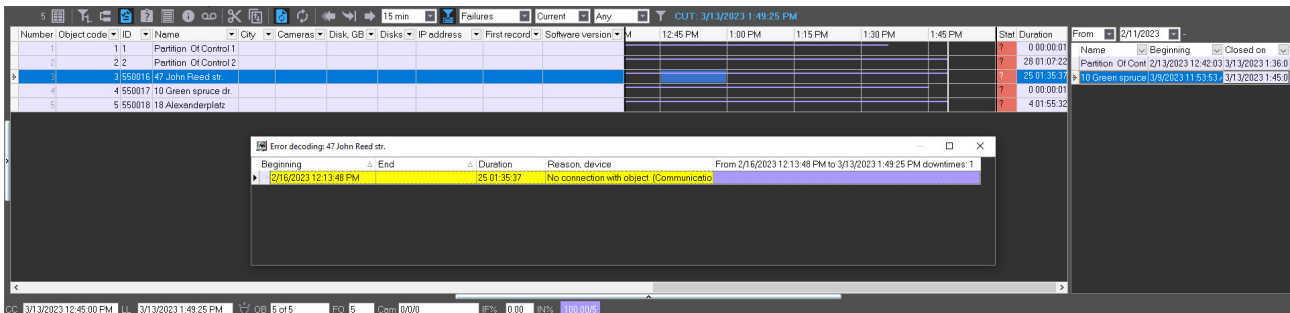 5 15 min Failures Current Any CUT: 3/13/2023 1:49:25 PM
Number Object code ID Name City Cameras Disk, GB Disks IP address First record Software version M 12:45 PM 1:00 PM 1:15 PM 1:30 PM 1:45 PM Stat Duration From 2/11/2023 -
Name Beginning Closed on
1 1 1 Partition Of Control 1 ? 0 00:00:01
2 2 2 Partition Of Control 2 ? 28 01:07:22 Partition Of Cont 2/13/2023 12:42:03 3/13/2023 1:36:0
3 3 550016 47 John Reed str. ? 25 01:35:37 10 Green spruce 3/9/2023 11:53:53 / 3/13/2023 1:45:0
4 4 550017 10 Green spruce dr. ? 0 00:00:01
5 5 550018 18 Alexanderplatz ? 4 01:55:32
Error decoding: 47 John Reed str.
Beginning End Duration Reason, device From 2/16/2023 12:13:48 PM to 3/13/2023 1:49:25 PM downtimes: 1
2/16/2023 12:13:48 PM 25 01:35:37 No connection with object (Communicatio
CC 3/13/2023 12:45:00 PM LL 3/13/2023 1:49:25 PM OB 5 of 5 FO 5 Cam 0/0/0 IF% 0.00 IN% 100.00/5